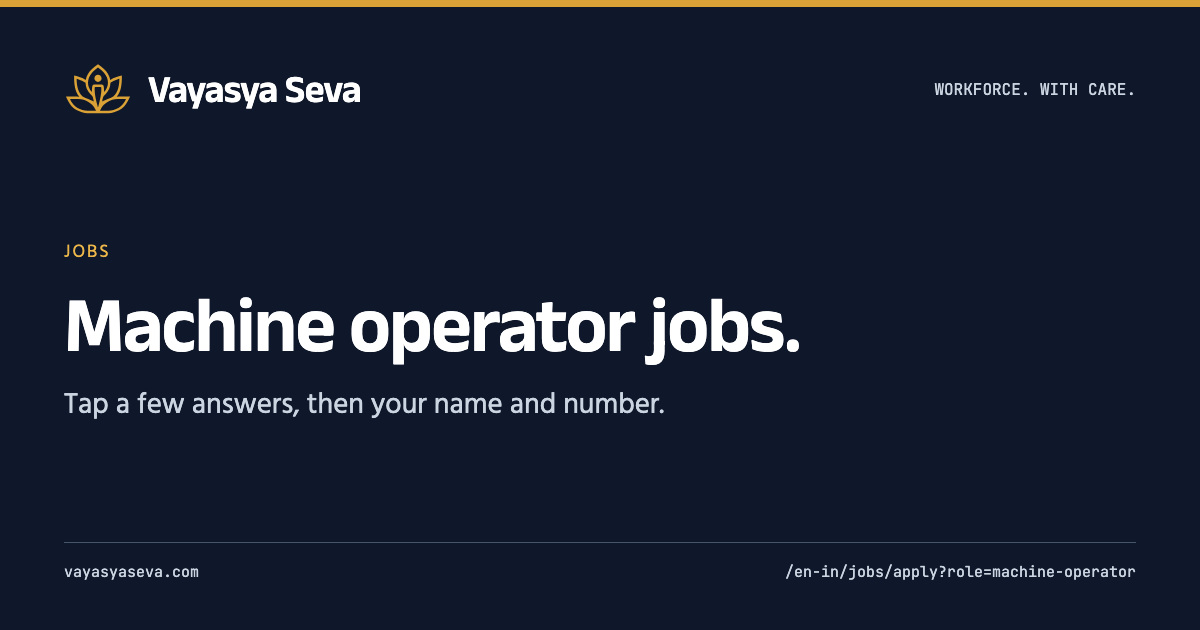 Vayasya Seva
WORKFORCE. WITH CARE.
JOBS
Machine operator jobs.
Tap a few answers, then your name and number.
vayasyaseva.com
/en-in/jobs/apply?role=machine-operator